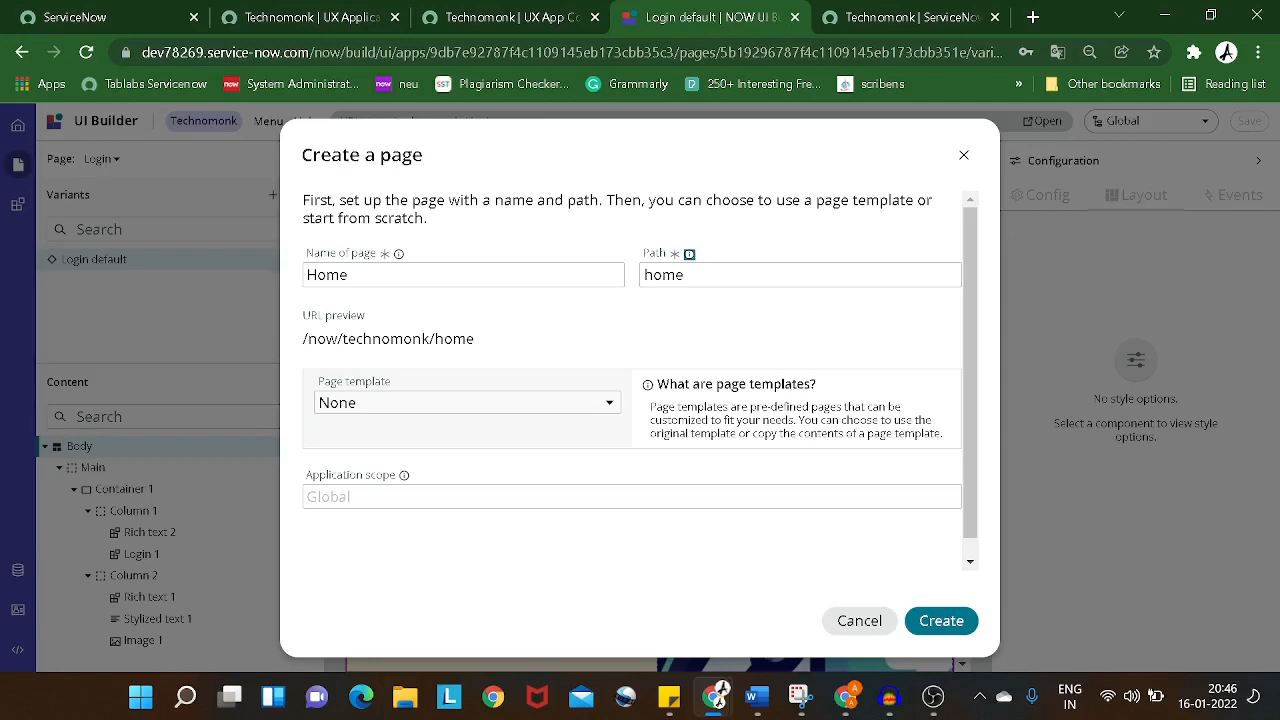 ServiceNow
Technomonk | UX Applica
Technomonk | UX App Co
Login default | NOW UI Bu
Technomonk | ServiceNow
dev78269.service-now.com/now/build/ui/apps/9db7e92787f4c1109145eb173cbb35c3/pages/5b19296787f4c1109145eb173cbb351e/vari...
Apps
Tablabs-Servicenow
now
System Administrat...
now
neu
SST
Plagiarism Checker...
Grammarly
250+ Interesting Fre...
scribens
»
Other bookmarks
Reading list
UI Builder
Technomonk
Menu
Open
Global
Save
Page: Login
Variants
+
Search
Login default
Content
Search
Body
Main
Container 1
Column 1
Rich text 2
Login 1
Column 2
Rich text 1
Stylized text 1
Image 1
Create a page
First, set up the page with a name and path. Then, you can choose to use a page template or
start from scratch.
Name of page
Path
Home
home
URL preview
/now/technomonk/home
Page template
None
What are page templates?
Page templates are pre-defined pages that can be
customized to fit your needs. You can choose to use the
original template or copy the contents of a page template.
Application scope
Global
Cancel
Create
Configuration
Config
Layout
Events
No style options.
Select a component to view style
options.
ENG
IN
20:46
16-01-2022